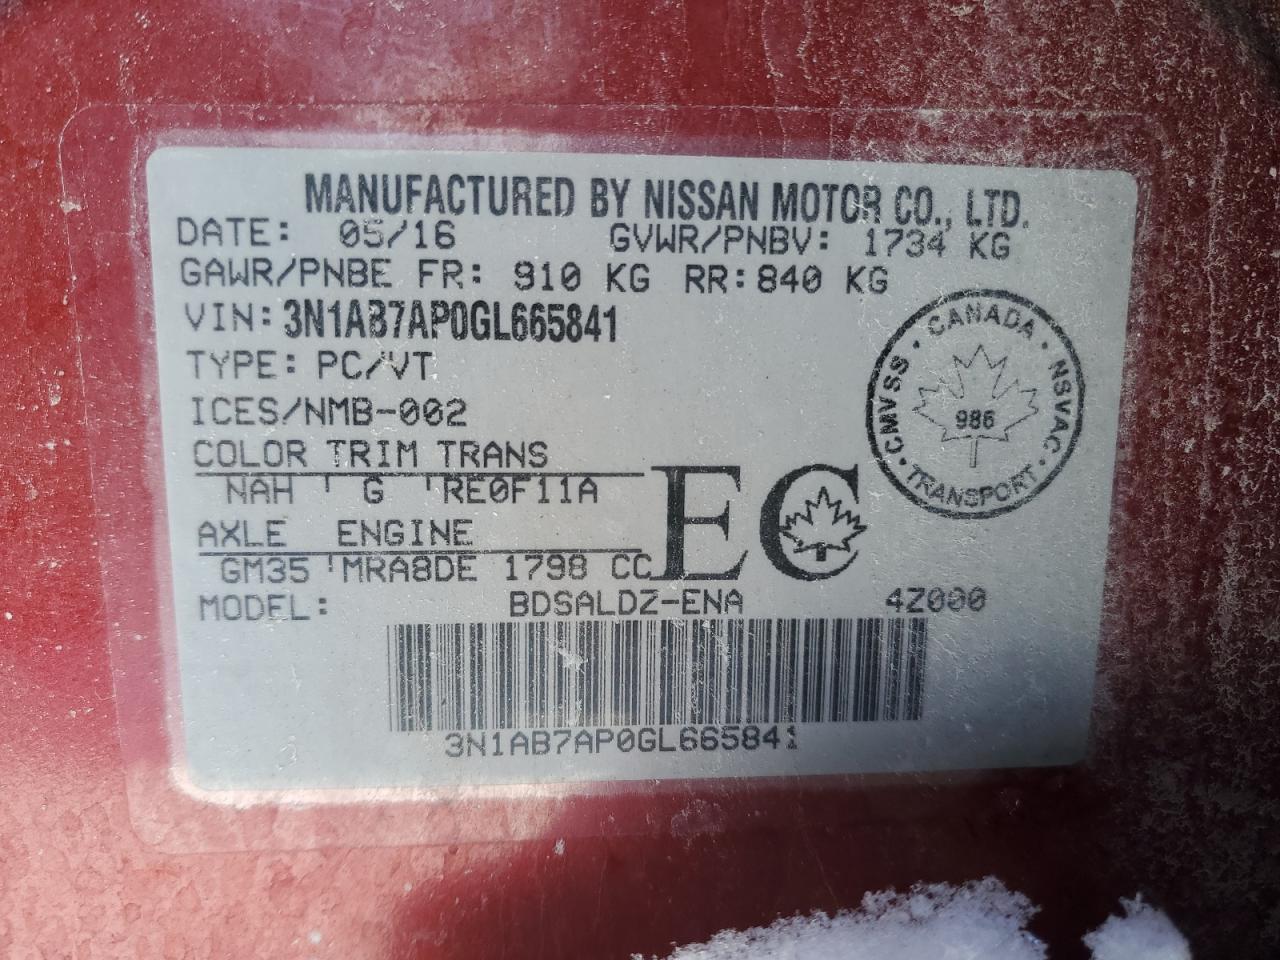 MANUFACTURED BY NISSAN MOTOR CO., LTD.
DATE: 05/16 GVWR/PNBV: 1734 KG
GAWR/PNBE FR: 910 KG RR: 840 KG
VIN: 3N1AB7AP0GL665841
TYPE: PC/VT
ICES/NMB-002
COLOR TRIM TRANS
NAH G RE0F11A
AXLE ENGINE
GM35 MRA8DE 1798 CC
EC
CANADA · NSVAC · TRANSPORT · CMVSS ·
986
MODEL: BDSALDZ-ENA 4Z000
3N1AB7AP0GL665841